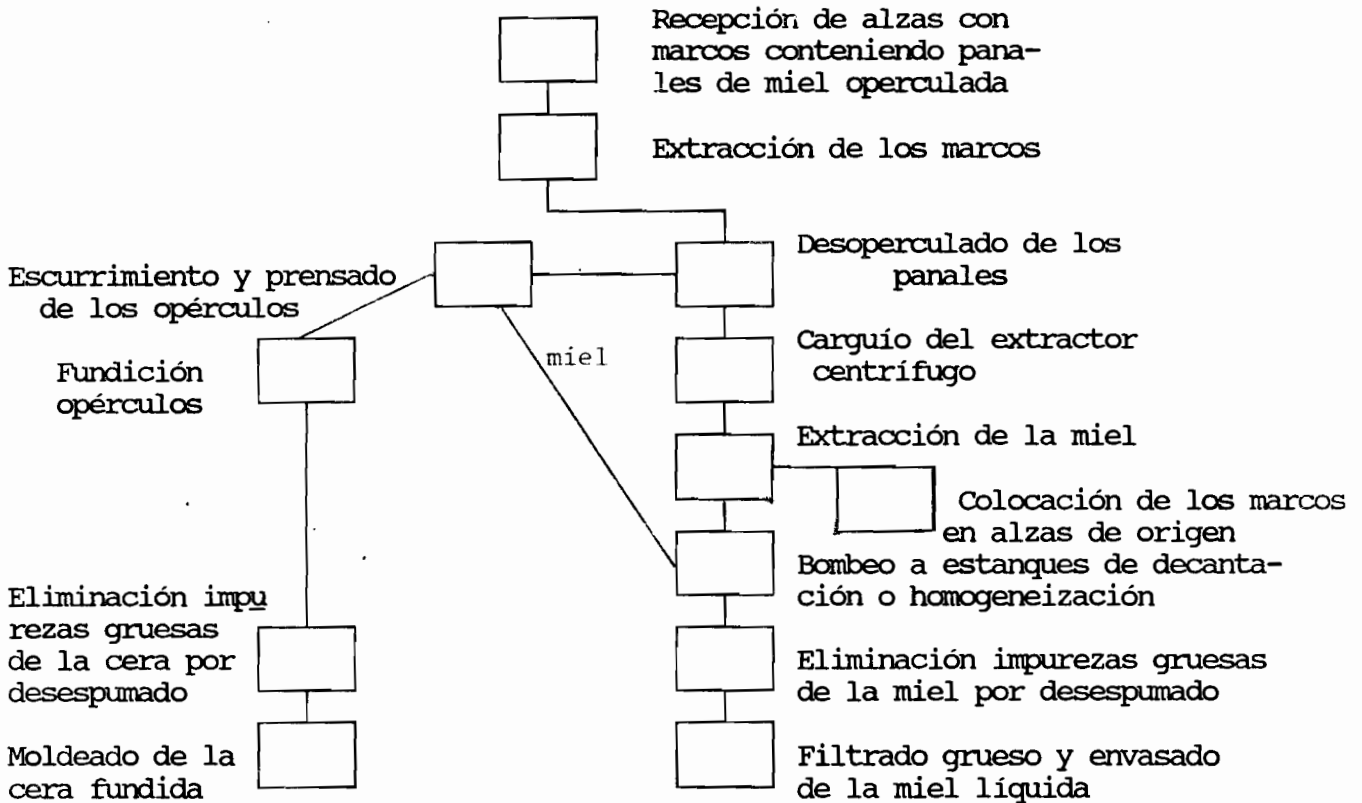 Recepción de alzas con
marcos conteniendo pana-
les de miel operculada
Extracción de los marcos
Desoperculado de los
panales
Escurrimiento y prensado
de los opérculos
miel
Carguío del extractor
centrífugo
Fundición
opérculos
Extracción de la miel
Colocación de los marcos
en alzas de origen
Bombeo a estanques de decanta-
ción o homogeneización
Eliminación impu
rezas gruesas
de la cera por
desespumado
Eliminación impurezas gruesas
de la miel por desespumado
Moldeado de la
cera fundida
Filtrado grueso y envasado
de la miel líquida